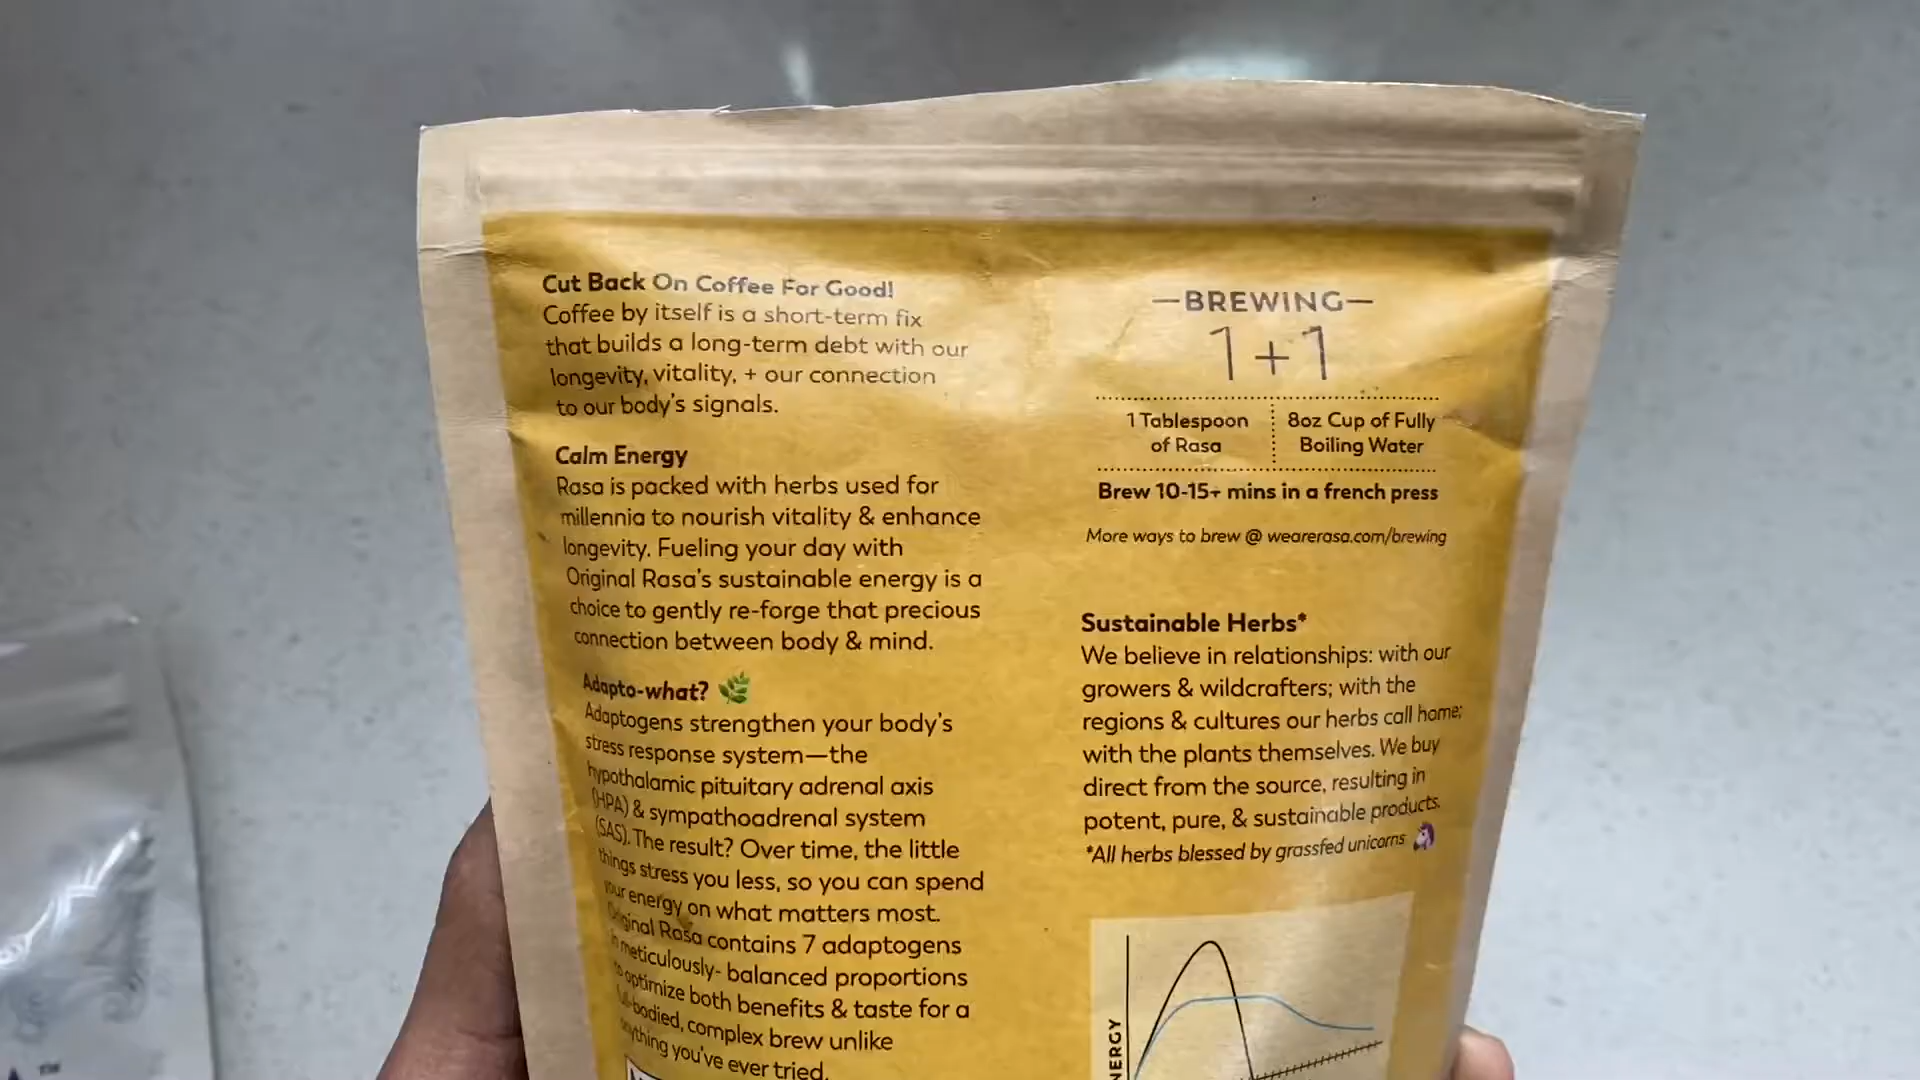 Cut Back On Coffee For Good!
Coffee by itself is a short-term fix
that builds a long-term debt with our
longevity, vitality, + our connection
to our body's signals.
Calm Energy
Rasa is packed with herbs used for
millennia to nourish vitality & enhance
longevity. Fueling your day with
Original Rasa's sustainable energy is a
choice to gently re-forge that precious
connection between body & mind.
Adapto-what?
Adaptogens strengthen your body's
stress response system—the
hypothalamic pituitary adrenal axis
(HPA) & sympathoadrenal system
(SAS). The result? Over time, the little
things stress you less, so you can spend
your energy on what matters most.
Original Rasa contains 7 adaptogens
in meticulously- balanced proportions
to optimize both benefits & taste for a
full-bodied, complex brew unlike
anything you've ever tried.
—BREWING—
1+1
1 Tablespoon
of Rasa
8oz Cup of Fully
Boiling Water
Brew 10-15+ mins in a french press
More ways to brew @ wearerasa.com/brewing
Sustainable Herbs*
We believe in relationships: with our
growers & wildcrafters; with the
regions & cultures our herbs call home;
with the plants themselves. We buy
direct from the source, resulting in
potent, pure, & sustainable products.
*All herbs blessed by grassfed unicorns
NERGY
TM